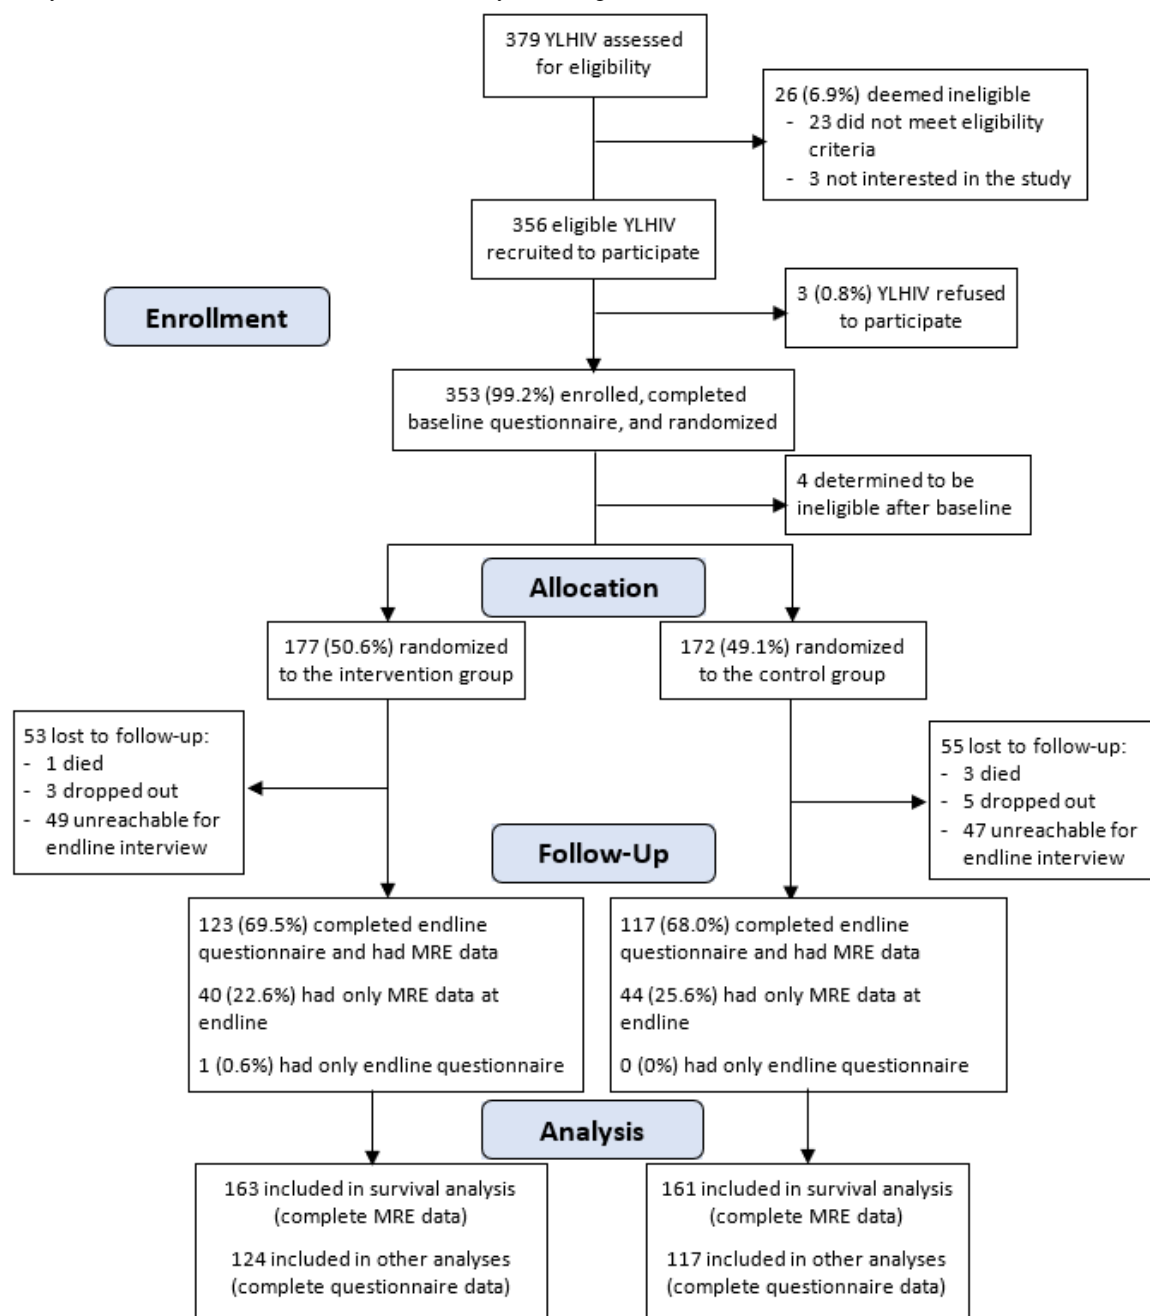 379 YLHIV assessed
for eligibility
26 (6.9%) deemed ineligible
- 23 did not meet eligibility
criteria
- 3 not interested in the study
356 eligible YLHIV
recruited to participate
3 (0.8%) YLHIV refused
to participate
Enrollment
353 (99.2%) enrolled, completed
baseline questionnaire, and randomized
4 determined to be
ineligible after baseline
Allocation
177 (50.6%) randomized
to the intervention group
172 (49.1%) randomized
to the control group
53 lost to follow-up:
- 1 died
- 3 dropped out
- 49 unreachable for
endline interview
55 lost to follow-up:
- 3 died
- 5 dropped out
- 47 unreachable for
endline interview
Follow-Up
123 (69.5%) completed endline
questionnaire and had MRE data
40 (22.6%) had only MRE data at
endline
1 (0.6%) had only endline questionnaire
117 (68.0%) completed endline
questionnaire and had MRE data
44 (25.6%) had only MRE data at
endline
0 (0%) had only endline questionnaire
Analysis
163 included in survival analysis
(complete MRE data)
124 included in other analyses
(complete questionnaire data)
161 included in survival analysis
(complete MRE data)
117 included in other analyses
(complete questionnaire data)